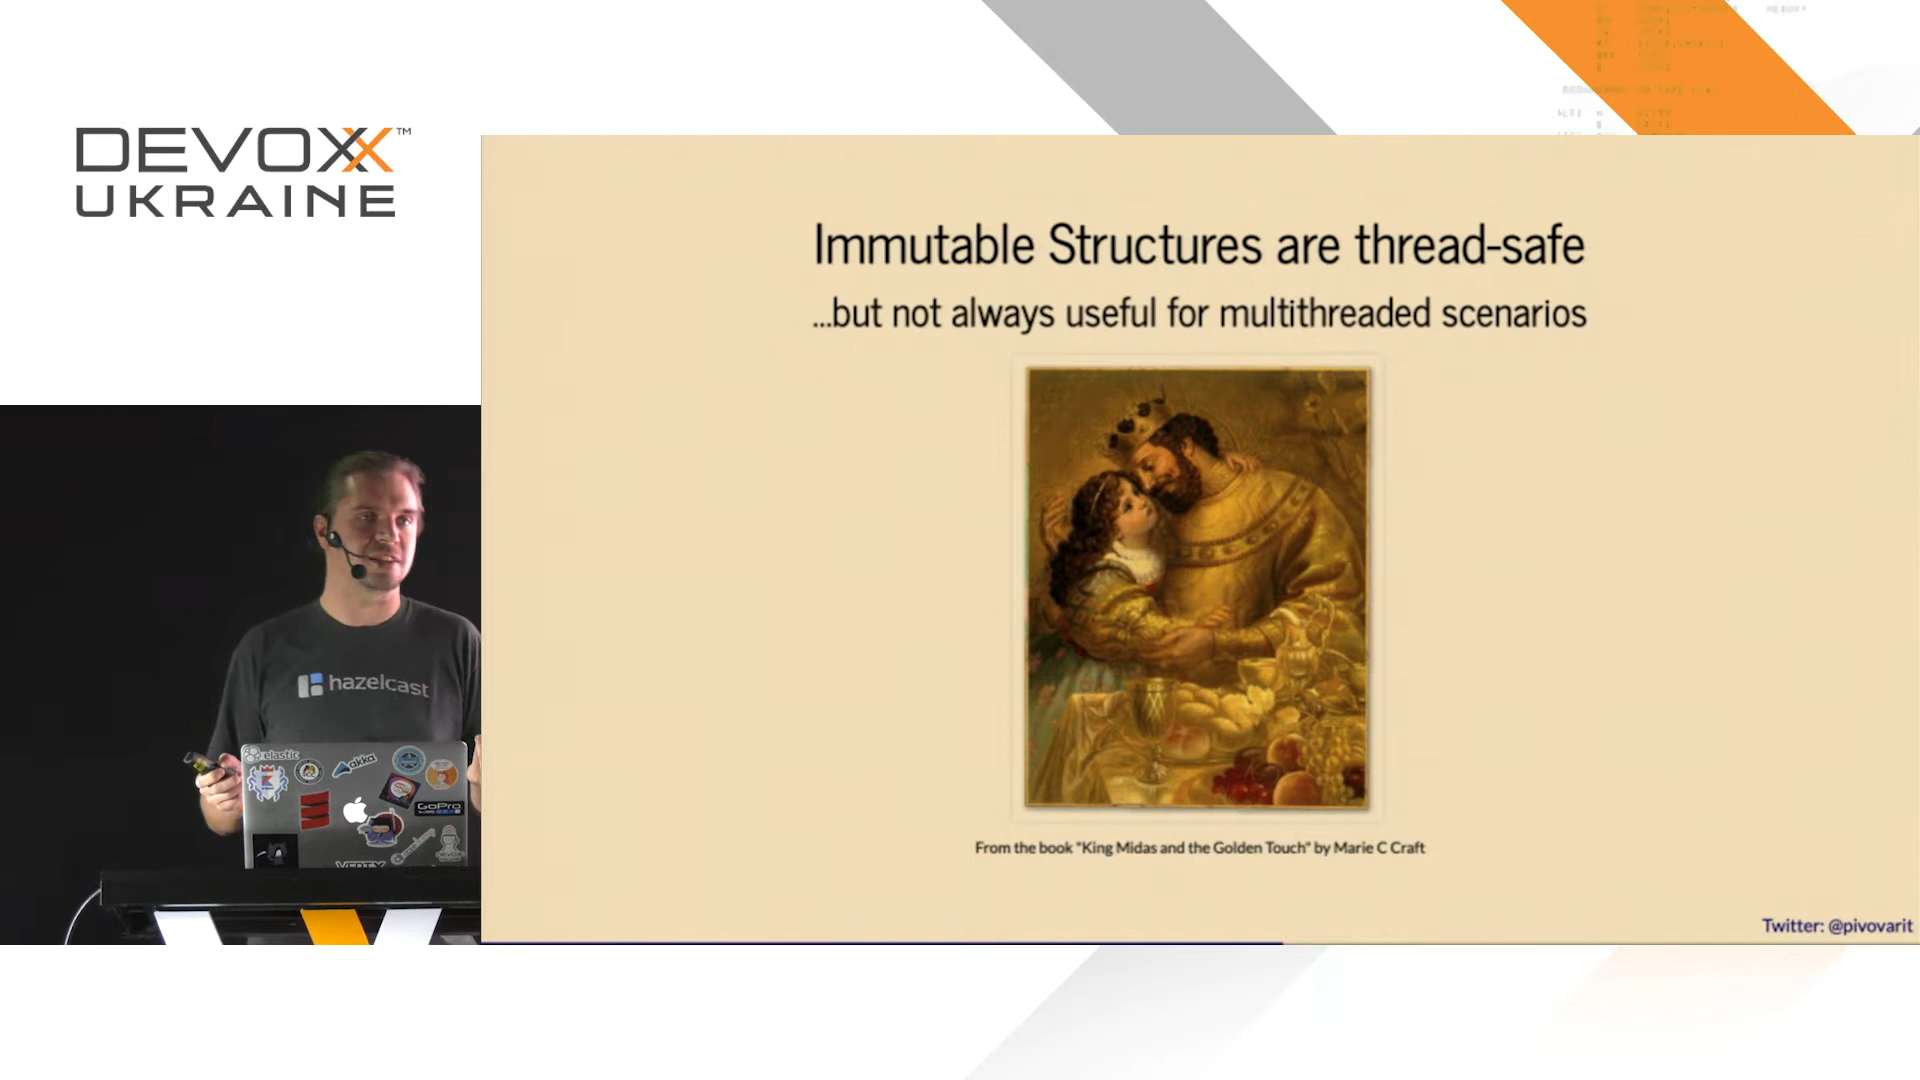 DEVOXX™
UKRAINE
Immutable Structures are thread-safe
...but not always useful for multithreaded scenarios
From the book "King Midas and the Golden Touch" by Marie C Craft
Twitter: @pivovarit
hazelcast
elastic
akka
GoPro
VERTX